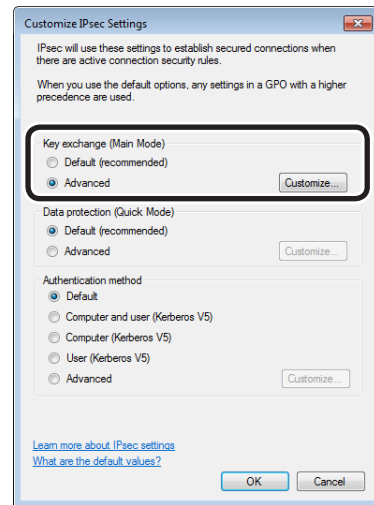 Customize IPsec Settings
IPsec will use these settings to establish secured connections when
there are active connection security rules.
When you use the default options, any settings in a GPO with a higher
precedence are used.
Key exchange (Main Mode)
Default (recommended)
Advanced
Customize...
Data protection (Quick Mode)
Default (recommended)
Advanced
Customize...
Authentication method
Default
Computer and user (Kerberos V5)
Computer (Kerberos V5)
User (Kerberos V5)
Advanced
Customize...
Learn more about IPsec settings
What are the default values?
OK
Cancel